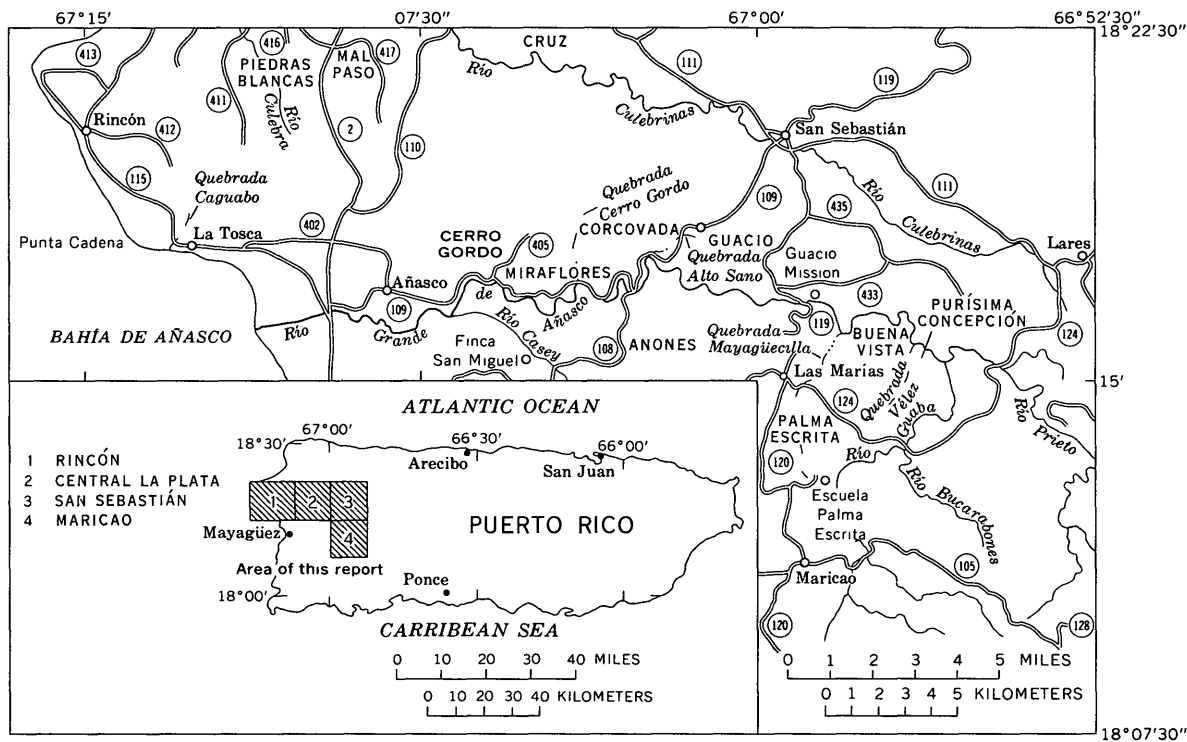 67°15'
07'30"
67°00'
66°52'30"
18°22'30"
413
416
417
CRUZ
PIEDRAS
BLANCAS
MAL
PASO
Río
111
119
411
Río
Culebra
Culebrinas
Rincón
412
2
San Sebastián
110
115
Quebrada
Caguabo
Quebrada
Cerro Gordo
109
Río
111
435
402
Punta Cadena
La Tosca
CERRO
GORDO
405
CORCOVADA
GUACIO
Culebrinas
Lares
MIRAFLORES
Quebrada
Alto Sano
Guacio
Mission
Añasco
de
433
109
Añasco
PURÍSIMA
CONCEPCIÓN
BAHÍA DE AÑASCO
Río
Grande
Río Casey
119
Quebrada
Mayagüecilla
BUENA
VISTA
124
Finca
San Miguel
108
ANONES
Las Marías
15'
124
Quebrada
Vélez
Guaba
Río
Prieto
PALMA
ESCRITA
120
Río
Río
Bucarabones
Escuela
Palma
Escrita
Maricao
105
120
128
0 1 2 3 4 5 MILES
0 1 2 3 4 5 KILOMETERS
18°07'30"
ATLANTIC OCEAN
18°30'
67°00'
66°30'
66°00'
Arecibo
San Juan
1 RINCÓN
2 CENTRAL LA PLATA
3 SAN SEBASTIÁN
4 MARICAO
1
2
3
4
PUERTO RICO
Mayagüez
Area of this report
Ponce
18°00'
CARRIBEAN SEA
0 10 20 30 40 MILES
0 10 20 30 40 KILOMETERS